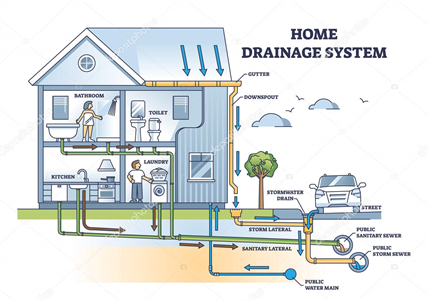 HOME
DRAINAGE SYSTEM
GUTTER
BATHROOM
DOWNSPOUT
TOILET
LAUNDRY
KITCHEN
STORMWATER
DRAIN
STREET
STORM LATERAL
PUBLIC
SANITARY SEWER
SANITARY LATERAL
PUBLIC
STORM SEWER
PUBLIC
WATER MAIN